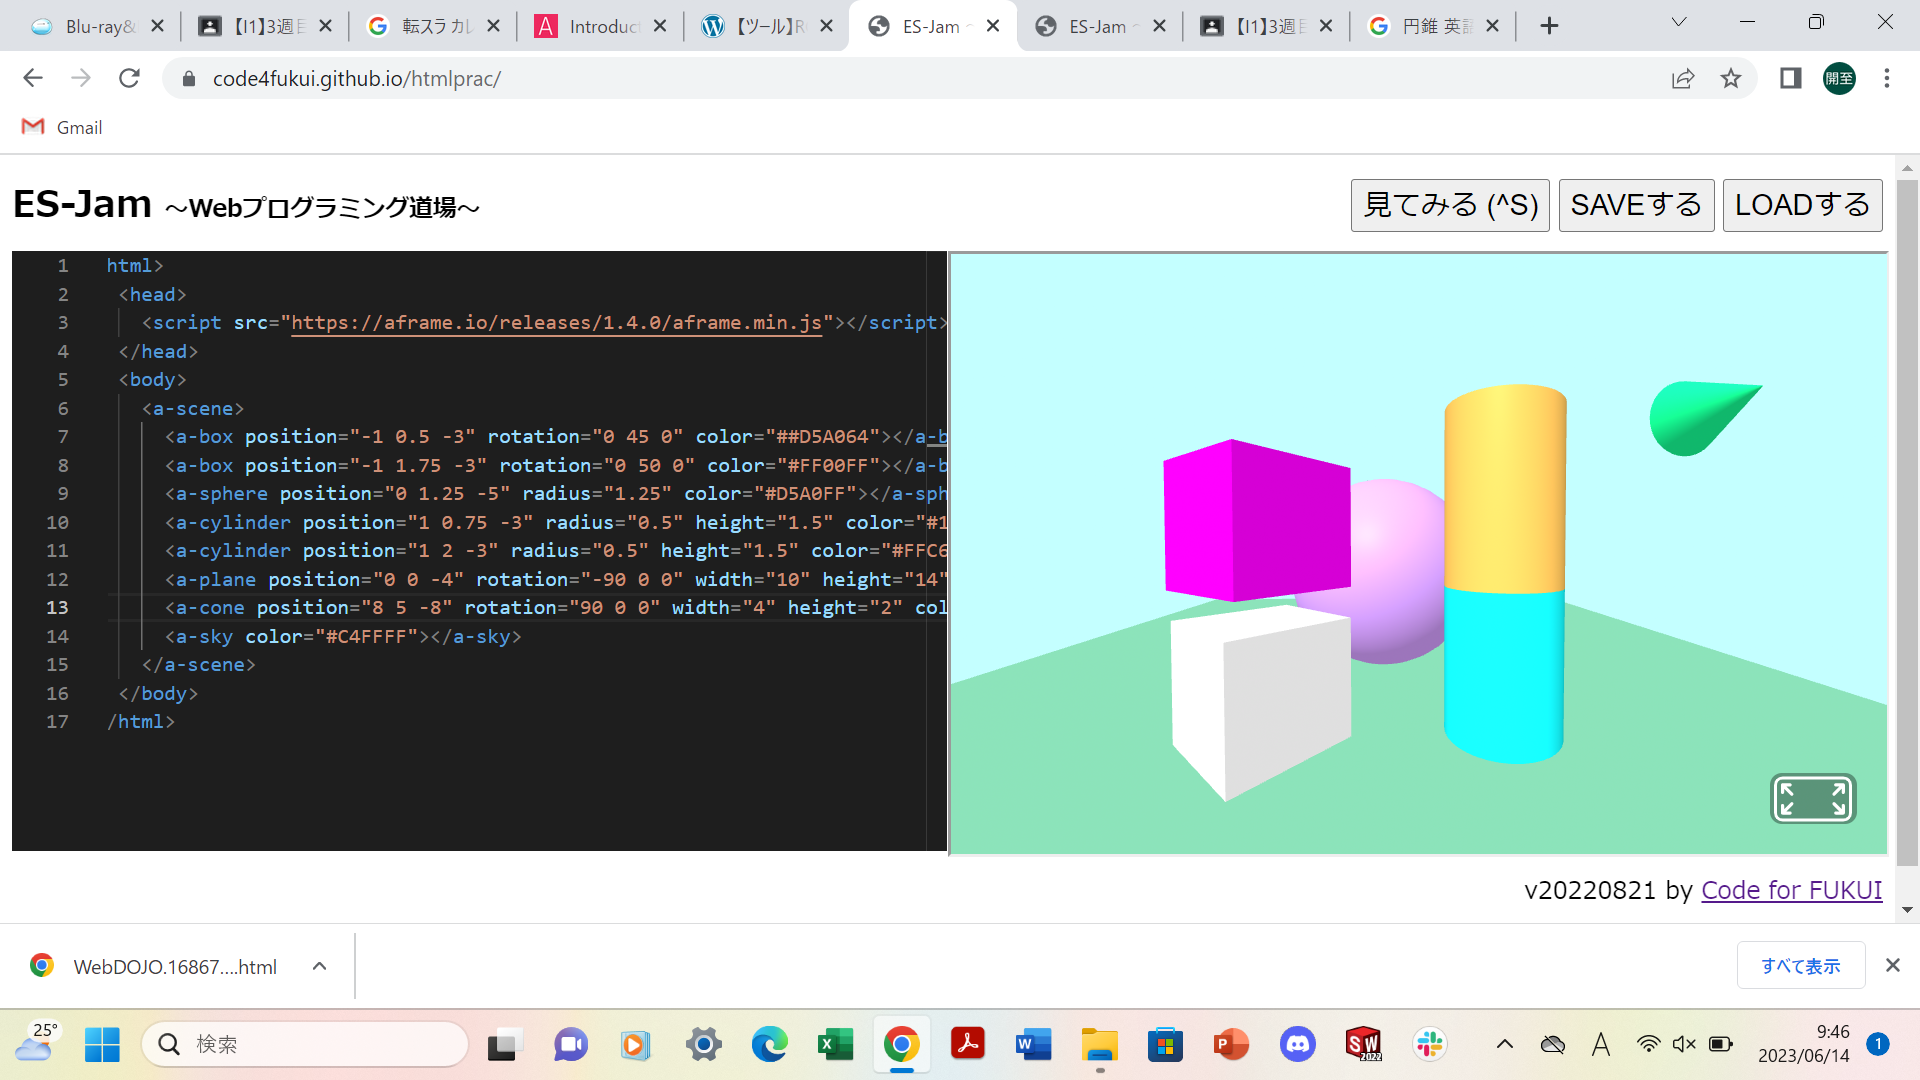 Blu-ray&
【I1】3週目
転スラ カレ
Introduc
【ツール】R
ES-Jam ~
ES-Jam ~
【I1】3週目
円錐 英語
code4fukui.github.io/htmlprac/
開至
Gmail
ES-Jam ～Webプログラミング道場～
見てみる (^S)
SAVEする
LOADする
1 html>
2 <head>
3 <script src="https://aframe.io/releases/1.4.0/aframe.min.js"></script>
4 </head>
5 <body>
6 <a-scene>
7 <a-box position="-1 0.5 -3" rotation="0 45 0" color="##D5A064"></a-b
8 <a-box position="-1 1.75 -3" rotation="0 50 0" color="#FF00FF"></a-b
9 <a-sphere position="0 1.25 -5" radius="1.25" color="#D5A0FF"></a-sph
10 <a-cylinder position="1 0.75 -3" radius="0.5" height="1.5" color="#1
11 <a-cylinder position="1 2 -3" radius="0.5" height="1.5" color="#FFC6
12 <a-plane position="0 0 -4" rotation="-90 0 0" width="10" height="14"
13 <a-cone position="8 5 -8" rotation="90 0 0" width="4" height="2" col
14 <a-sky color="#C4FFFF"></a-sky>
15 </a-scene>
16 </body>
17 /html>
v20220821 by Code for FUKUI
WebDOJO.16867....html
すべて表示
25°
検索
A
9:46
2023/06/14
1